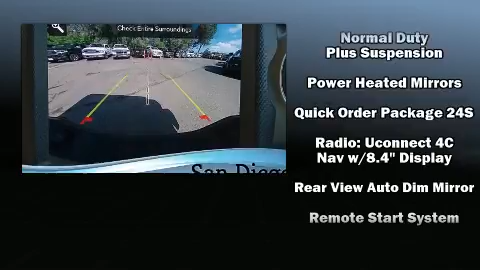 Check Entire Surroundings
San Diego
Normal Duty
Plus Suspension
Power Heated Mirrors
Quick Order Package 24S
Radio: Uconnect 4C
Nav w/8.4" Display
Rear View Auto Dim Mirror
Remote Start System